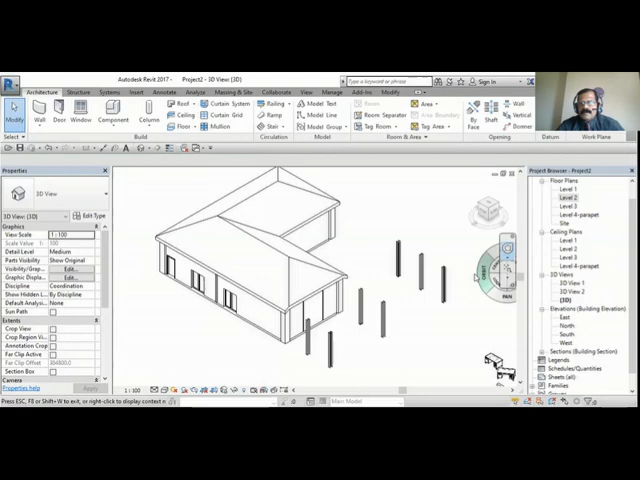 Autodesk Revit 2017 - Project2 - 3D View: {3D}
Type a keyword or phrase
Sign In
Architecture Structure Systems Insert Annotate Analyze Massing & Site Collaborate View Manage Add-Ins Modify
Modify Wall Door Window Component Column
Roof Ceiling Floor
Curtain System Curtain Grid Mullion
Railing Ramp Stair
Model Text Model Line Model Group
Room Room Separator Tag Room
Area Area Boundary Tag Area
By Face Shaft
Wall Vertical Dormer
Select Build Circulation Model Room & Area Opening Datum Work Plane
Properties
3D View
3D View: {3D} Edit Type
Graphics
View Scale 1 : 100
Scale Value 1: 100
Detail Level Medium
Parts Visibility Show Original
Visibility/Grap... Edit...
Graphic Displa... Edit...
Discipline Coordination
Show Hidden L... By Discipline
Default Analysi... None
Sun Path
Extents
Crop View
Crop Region Vi...
Annotation Crop
Far Clip Active
Far Clip Offset 304800.0
Section Box
Camera
Properties help Apply
ORBIT
PAN
Project Browser - Project2
Floor Plans
Level 1
Level 2
Level 3
Level 4-parapet
Site
Ceiling Plans
Level 1
Level 2
Level 3
Level 4-parapet
3D Views
3D View 1
3D View 2
{3D}
Elevations (Building Elevation)
East
North
South
West
Sections (Building Section)
Legends
Schedules/Quantities
Sheets (all)
Families
1 : 100
Press ESC, F8 or Shift+W to exit, or right-click to display context n
:0
Main Model
:0